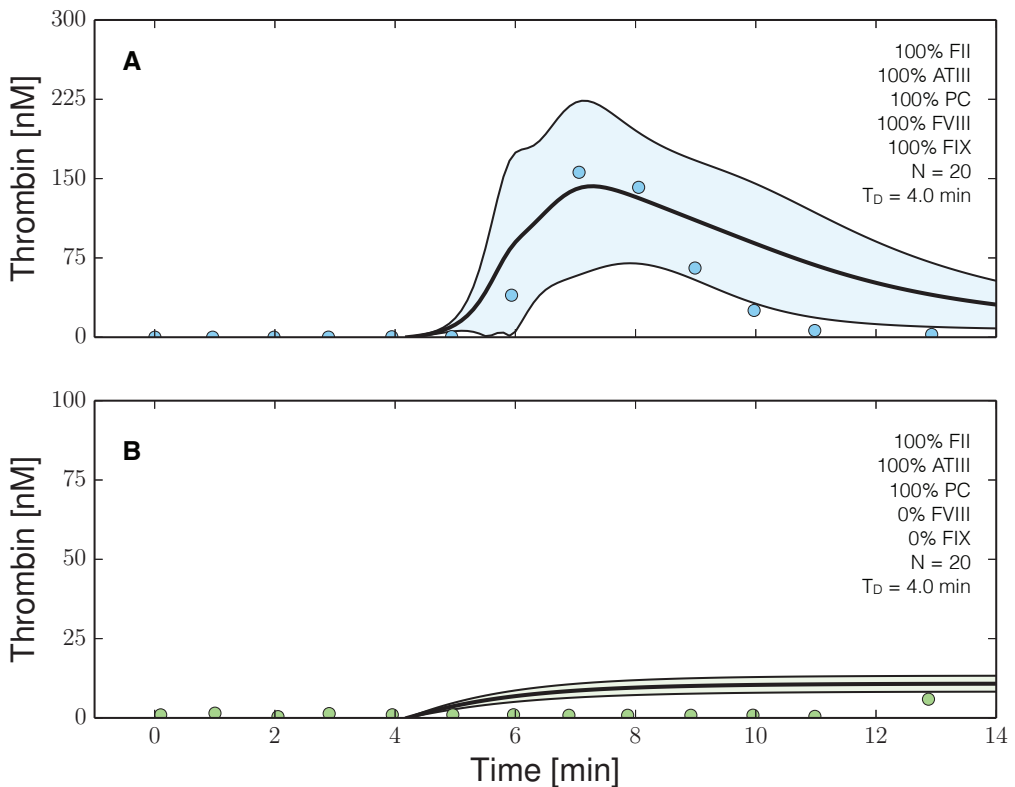 300
225
150
75
0
Thrombin [nM]
A
100% FII
100% ATIII
100% PC
100% FVIII
100% FIX
N = 20
T_D = 4.0 min
100
75
50
25
0
Thrombin [nM]
B
100% FII
100% ATIII
100% PC
0% FVIII
0% FIX
N = 20
T_D = 4.0 min
0 2 4 6 8 10 12 14
Time [min]